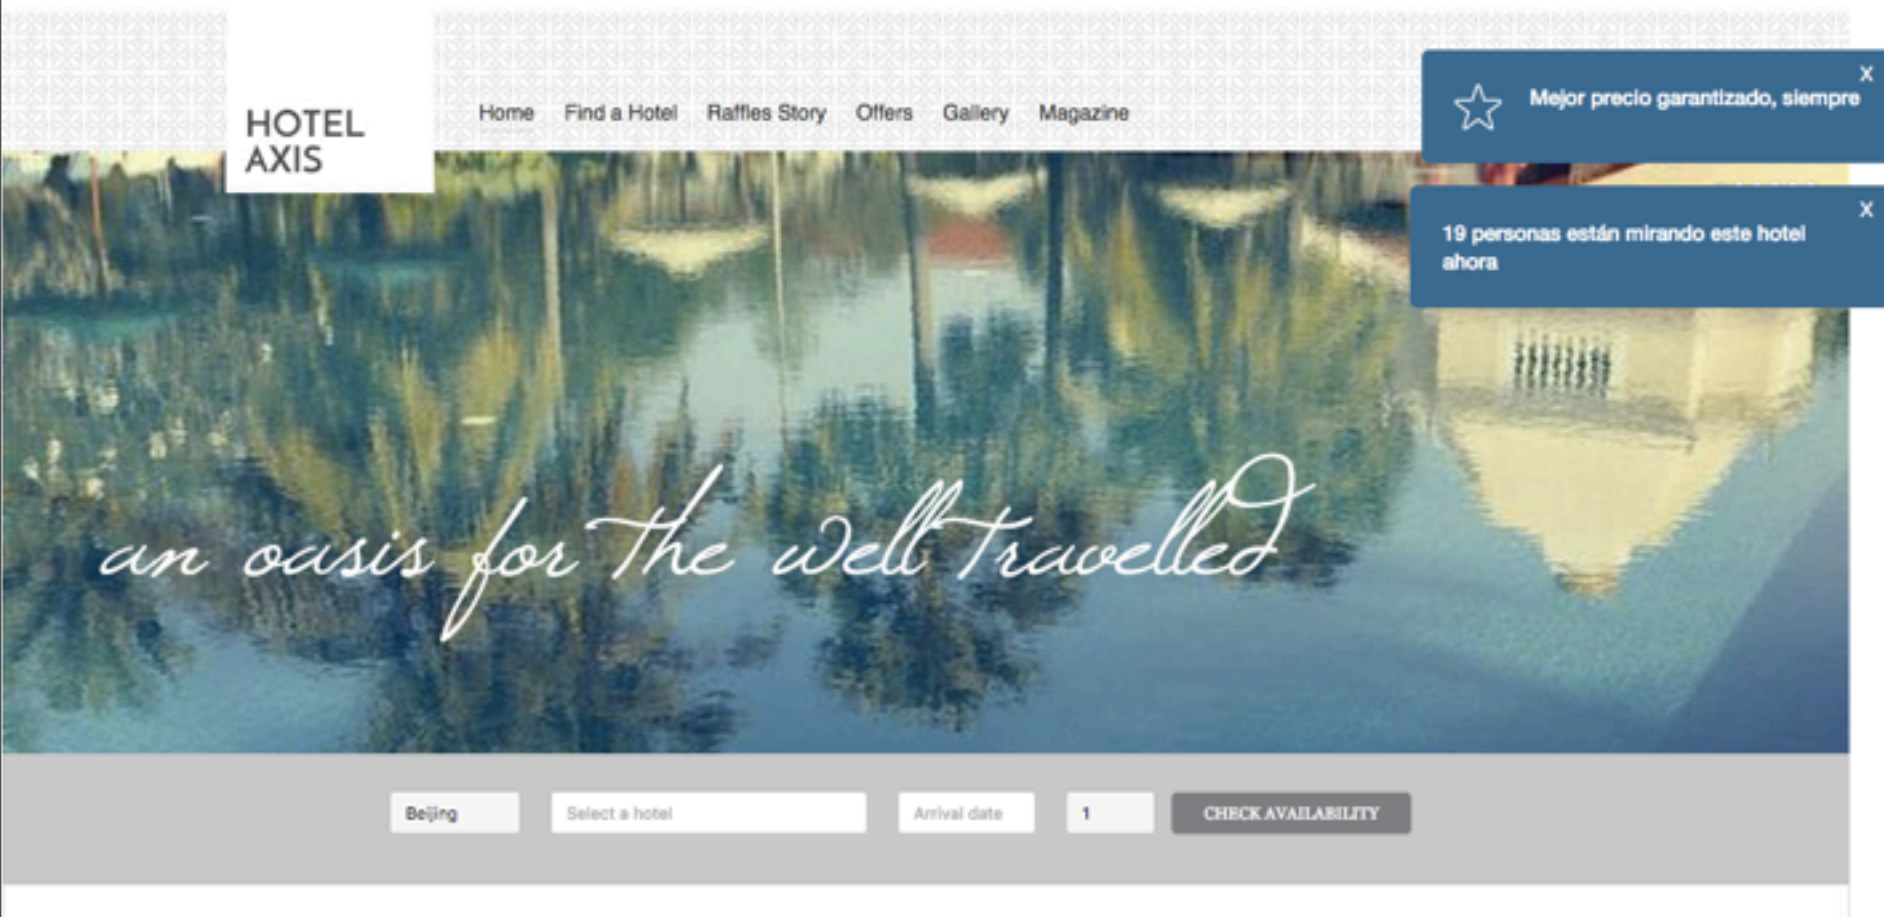 HOTEL
AXIS
Home Find a Hotel Raffles Story Offers Gallery Magazine
X
Mejor precio garantizado, siempre
X
19 personas están mirando este hotel
ahora
an oasis for the well travelled
Beijing Select a hotel Arrival date 1 CHECK AVAILABILITY